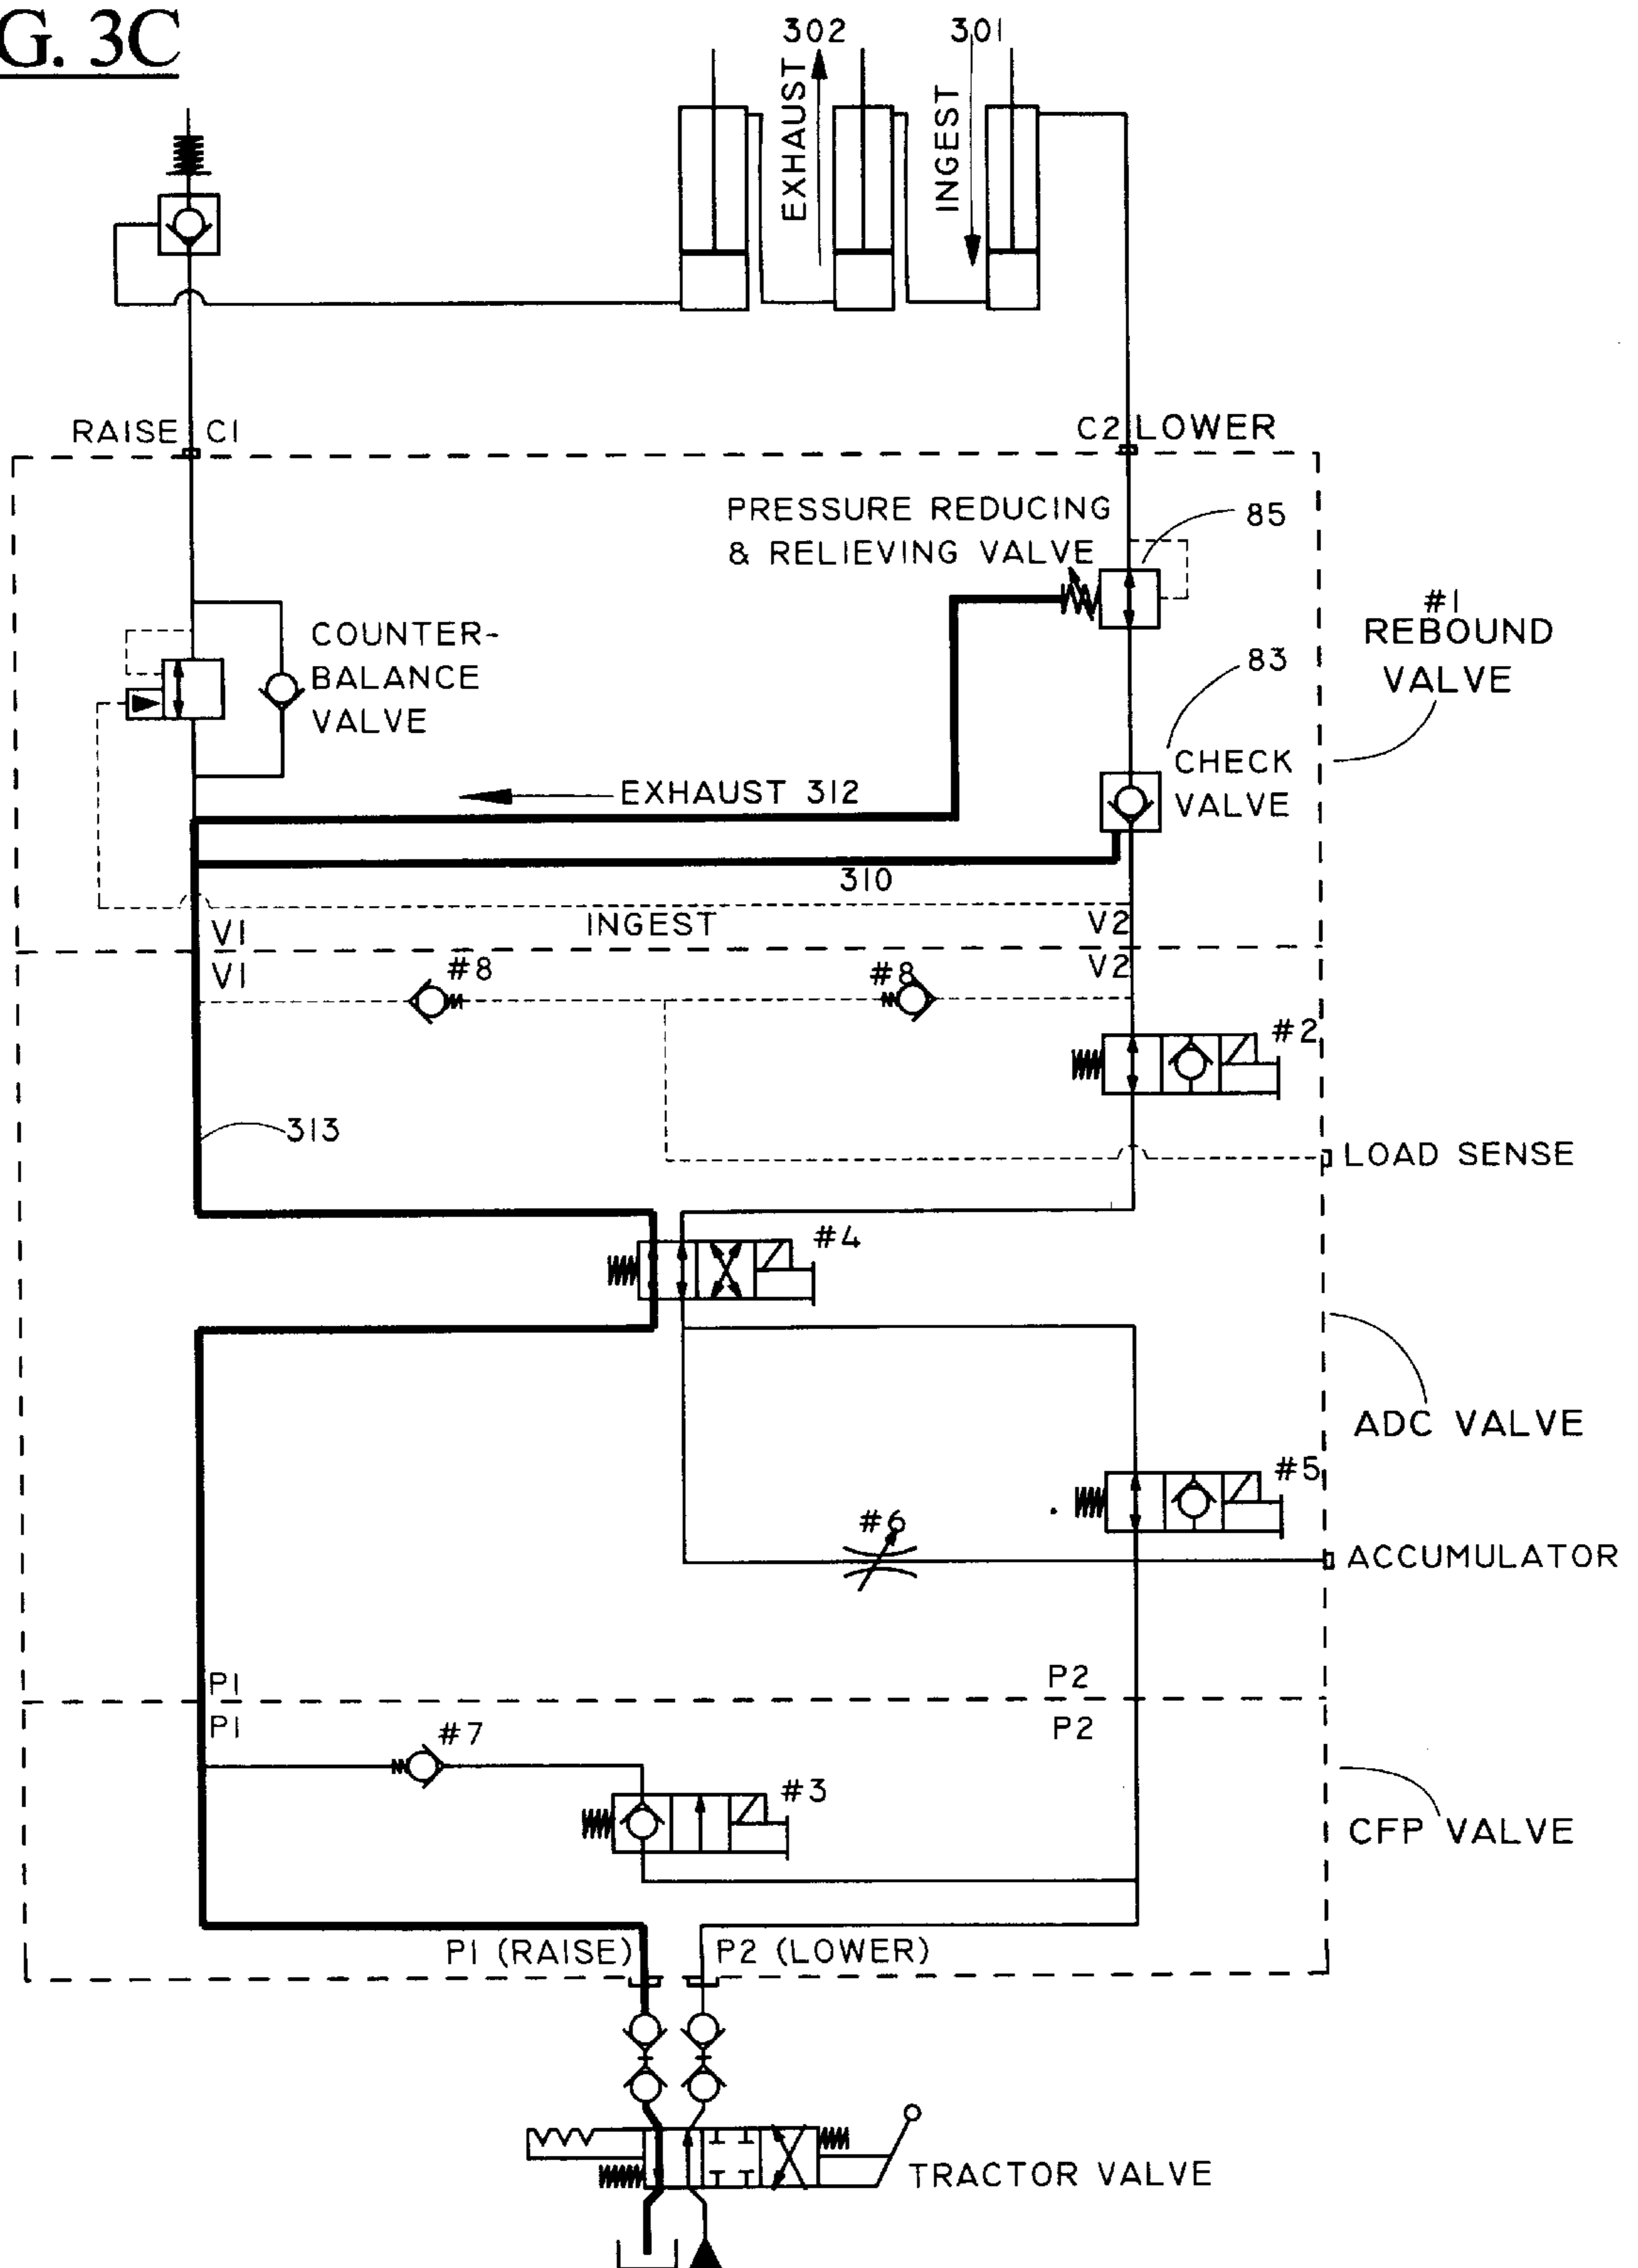 G. 3C
302
301
EXHAUST
INGEST
RAISE C1
C2 LOWER
PRESSURE REDUCING
& RELIEVING VALVE
85
#1
REBOUND
VALVE
COUNTER-
BALANCE
VALVE
83
CHECK
VALVE
EXHAUST 312
310
INGEST
V1
V2
V1
V2
#8
#8
#2
313
LOAD SENSE
#4
ADC VALVE
#5
#6
ACCUMULATOR
P1
P2
P1
P2
#7
#3
CFP VALVE
P1 (RAISE)
P2 (LOWER)
TRACTOR VALVE